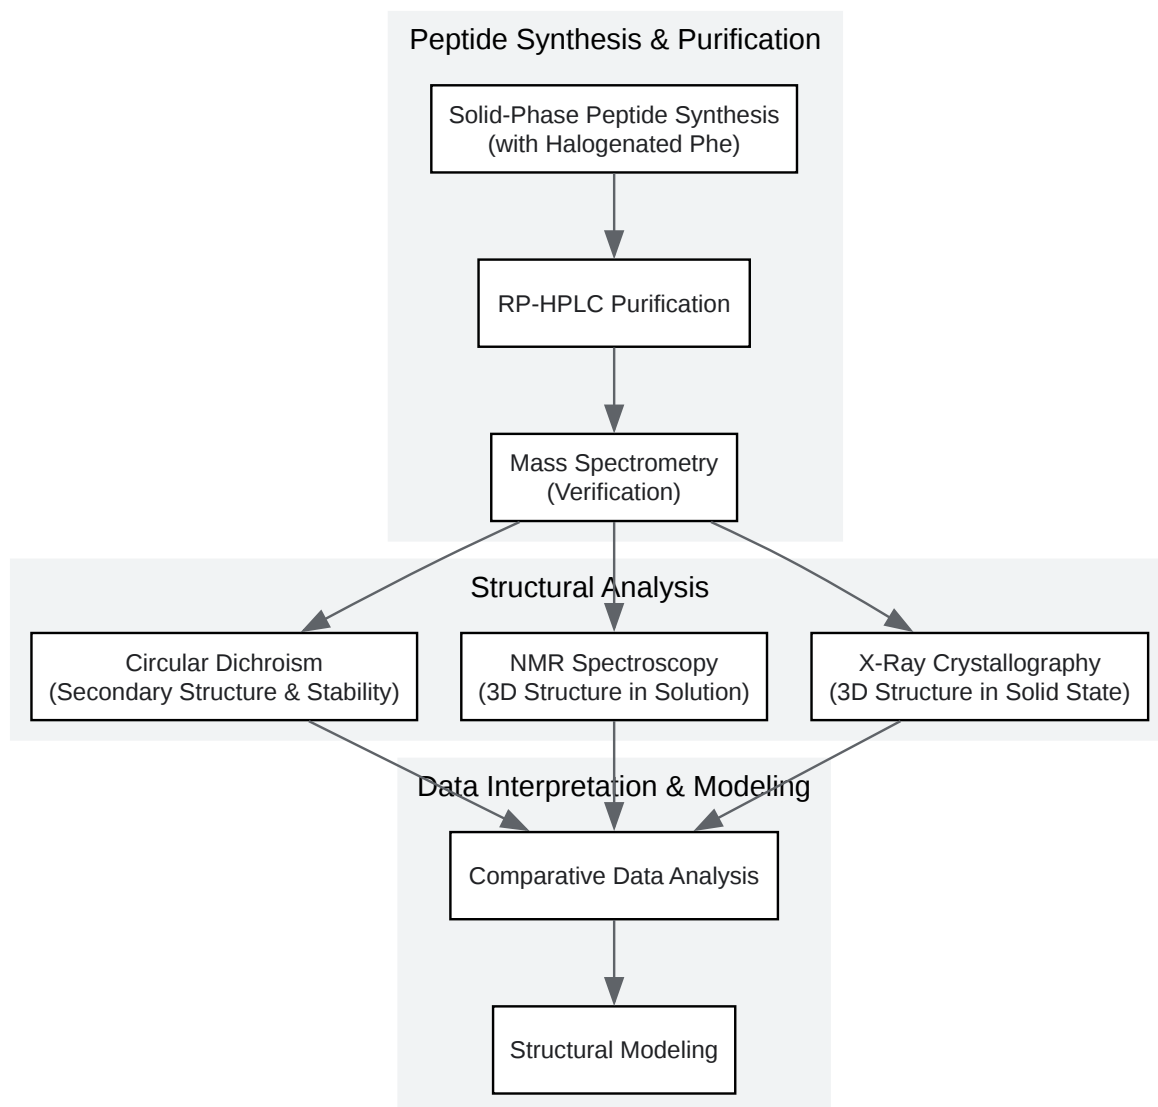 Peptide Synthesis & Purification
Solid-Phase Peptide Synthesis
(with Halogenated Phe)
RP-HPLC Purification
Mass Spectrometry
(Verification)
Structural Analysis
Circular Dichroism
(Secondary Structure & Stability)
NMR Spectroscopy
(3D Structure in Solution)
X-Ray Crystallography
(3D Structure in Solid State)
Data Interpretation & Modeling
Comparative Data Analysis
Structural Modeling